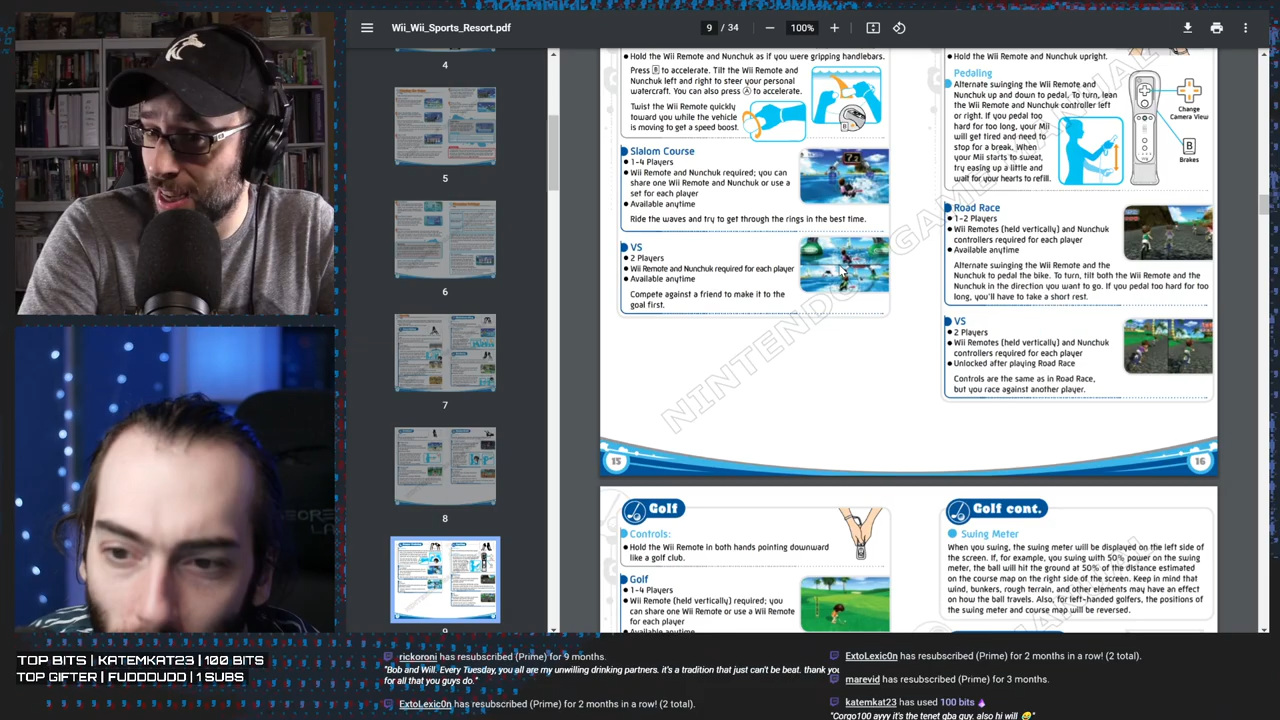 Wii_Wii_Sports_Resort.pdf
9 / 34
100%
4
5
6
7
8
Hold the Wii Remote and Nunchuk as if you were gripping handlebars.
Press B to accelerate. Tilt the Wii Remote and
Nunchuk left and right to steer your personal
watercraft. You can also press A to accelerate.
Twist the Wii Remote quickly
toward you while the vehicle
is moving to get a speed boost.
Slalom Course
1-4 Players
Wii Remote and Nunchuk required; you can
share one Wii Remote and Nunchuk or use a
set for each player
Available anytime
Ride the waves and try to get through the rings in the best time.
VS
2 Players
Wii Remote and Nunchuk required for each player
Available anytime
Compete against a friend to make it to the
goal first.
15
Hold the Wii Remote and Nunchuk upright.
Pedaling
Alternate swinging the Wii Remote and
Nunchuk up and down to pedal. To turn, lean
the Wii Remote and Nunchuk controller left
or right. If you pedal too
hard for too long, your Mii
will get tired and need to
stop for a break. When
your Mii starts to sweat,
try easing up a little and
wait for your hearts to refill.
Change
Camera View
B
Brakes
Road Race
1-2 Players
Wii Remotes (held vertically) and Nunchuk
controllers required for each player
Available anytime
Alternate swinging the Wii Remote and the
Nunchuk to pedal the bike. To turn, tilt both the Wii Remote and the
Nunchuk in the direction you want to go. If you pedal too hard for too
long, you'll have to take a short rest.
VS
2 Players
Wii Remotes (held vertically) and Nunchuk
controllers required for each player
Unlocked after playing Road Race
Controls are the same as in Road Race,
but you race against another player.
16
NINTENDO GAME
Golf
Controls:
Hold the Wii Remote in both hands pointing downward
like a golf club.
Golf
1-4 Players
Wii Remote (held vertically) required; you
can share one Wii Remote or use a Wii Remote
for each player
Available anytime
Golf cont.
Swing Meter
When you swing, the swing meter will be displayed on the left side of
the screen. If, for example, you swing with 50% power on the swing
meter, the ball will hit the ground at 50% of the distance estimated
on the course map on the right side of the screen. Keep in mind that
wind, bunkers, rough terrain, and other elements may have an effect
on how the ball travels. Also, for left-handed golfers, the positions of
the swing meter and course map will be reversed.
TOP BITS | KATEMKAT23 | 100 BITS
TOP GIFTER | FUDDOUDO | 1 SUBS
rickoroni has resubscribed (Prime) for 9 months.
"Bob and Will. Every Tuesday, you all are my unwilling drinking partners. it's a tradition that just can't be beat. thank you
for all that you guys do."
ExtoLexic0n has resubscribed (Prime) for 2 months in a row! (2 total).
ExtoLexic0n has resubscribed (Prime) for 2 months in a row! (2 total).
marevid has resubscribed (Prime) for 3 months.
katemkat23 has used 100 bits
"Corgo100 ayyy it's the tenet gba guy. also hi will